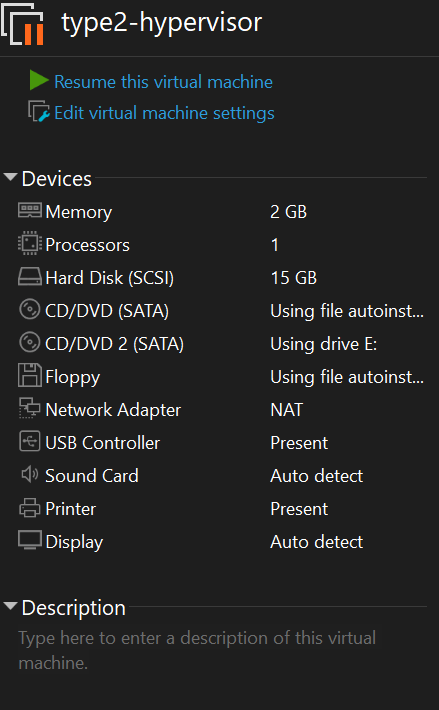 type2-hypervisor
Resume this virtual machine
Edit virtual machine settings
Devices
Memory 2 GB
Processors 1
Hard Disk (SCSI) 15 GB
CD/DVD (SATA) Using file autoinst...
CD/DVD 2 (SATA) Using drive E:
Floppy Using file autoinst...
Network Adapter NAT
USB Controller Present
Sound Card Auto detect
Printer Present
Display Auto detect
Description
Type here to enter a description of this virtual
machine.